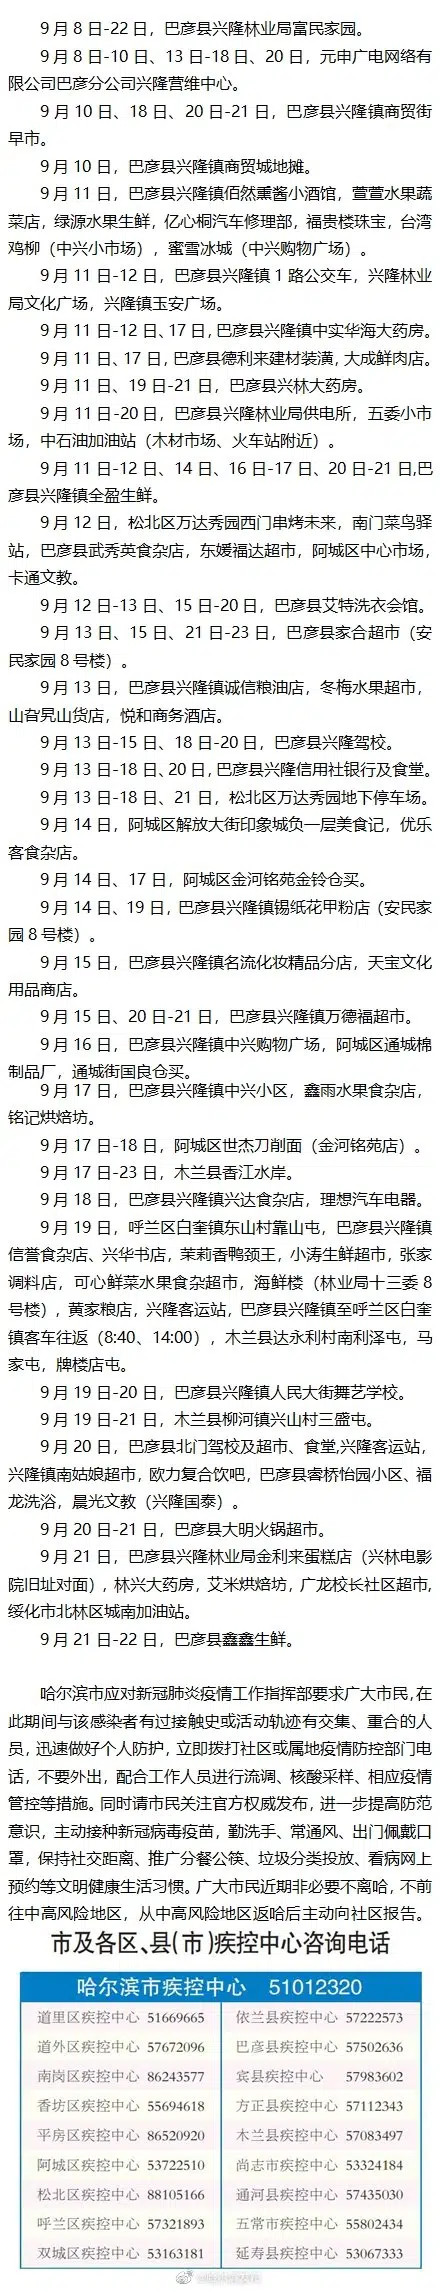 9月8日-22日，巴彦县兴隆林业局富民家园。
9月8日-10日、13日-18日、20日，元申广电网络有
限公司巴彦分公司兴隆营维中心。
9月10日、18日、20日-21日，巴彦县兴隆镇商贸街
早市。
9月10日，巴彦县兴隆镇商贸城地摊。
9月11日，巴彦县兴隆镇佰然熏酱小酒馆，萱萱水果蔬
菜店，绿源水果生鲜，亿心桐汽车修理部，福贵楼珠宝，台湾
鸡柳（中兴小市场），蜜雪冰城（中兴购物广场）。
9月11日-12日，巴彦县兴隆镇1路公交车，兴隆林业
局文化广场，兴隆镇玉安广场。
9月11日-12日、17日，巴彦县兴隆镇中实华海大药房。
9月11日、17日，巴彦县德利来建材装潢，大成鲜肉店。
9月11日、19日-21日，巴彦县兴林大药房。
9月11日-20日，巴彦县兴隆林业局供电所，五委小市
场，中石油加油站（木材市场、火车站附近）。
9月11日-12日、14日、16日-17日、20日-21日,巴
彦县兴隆镇全盈生鲜。
9月12日，松北区万达秀园西门串烤未来，南门菜鸟驿
站，巴彦县武秀英食杂店，东媛福达超市，阿城区中心市场，
卡通文教。
9月12日-13日、15日-20日，巴彦县艾特洗衣会馆。
9月13日、15日、21日-23日，巴彦县家合超市（安
民家园8号楼）。
9月13日，巴彦县兴隆镇诚信粮油店，冬梅水果超市，
山旮旯山货店，悦和商务酒店。
9月13日-15日、18日-20日，巴彦县兴隆驾校。
9月13日-18日、20日，巴彦县兴隆信用社银行及食堂。
9月13日-18日、21日，松北区万达秀园地下停车场。
9月14日，阿城区解放大街印象城负一层美食记，优乐
客食杂店。
9月14日、17日，阿城区金河铭苑金铃仓买。
9月14日、19日，巴彦县兴隆镇锡纸花甲粉店（安民家
园8号楼）。
9月15日，巴彦县兴隆镇名流化妆精品分店，天宝文化
用品商店。
9月15日、20日-21日，巴彦县兴隆镇万德福超市。
9月16日，巴彦县兴隆镇中兴购物广场，阿城区通城棉
制品厂，通城街国良仓买。
9月17日，巴彦县兴隆镇中兴小区，鑫雨水果食杂店，
铭记烘焙坊。
9月17日-18日，阿城区世杰刀削面（金河铭苑店）。
9月17日-23日，木兰县香江水岸。
9月18日，巴彦县兴隆镇兴达食杂店，理想汽车电器。
9月19日，呼兰区白奎镇东山村靠山屯，巴彦县兴隆镇
信誉食杂店、兴华书店，茉莉香鸭颈王，小涛生鲜超市，张家
调料店，可心鲜菜水果食杂超市，海鲜楼（林业局十三委8
号楼），黄家粮店，兴隆客运站，巴彦县兴隆镇至呼兰区白奎
镇客车往返（8:40、14:00），木兰县达永利村南利泽屯，马
家屯，牌楼店屯。
9月19日-20日，巴彦县兴隆镇人民大街舞艺学校。
9月19日-21日，木兰县柳河镇兴山村三盛屯。
9月20日，巴彦县北门驾校及超市、食堂,兴隆客运站，
兴隆镇南姑娘超市，欧力复合饮吧，巴彦县睿桥怡园小区、福
龙洗浴，晨光文教（兴隆国泰）。
9月20日-21日，巴彦县大明火锅超市。
9月21日，巴彦县兴隆林业局金利来蛋糕店（兴林电影
院旧址对面），林兴大药房，艾米烘焙坊，广龙校长社区超市,
绥化市北林区城南加油站。
9月21日-22日，巴彦县鑫鑫生鲜。
哈尔滨市应对新冠肺炎疫情工作指挥部要求广大市民，在
此期间与该感染者有过接触史或活动轨迹有交集、重合的人
员，迅速做好个人防护，立即拨打社区或属地疫情防控部门电
话，不要外出，配合工作人员进行流调、核酸采样、相应疫情
管控等措施。同时请市民关注官方权威发布，进一步提高防范
意识，主动接种新冠病毒疫苗，勤洗手、常通风、出门佩戴口
罩，保持社交距离、推广分餐公筷、垃圾分类投放、看病网上
预约等文明健康生活习惯。广大市民近期非必要不离哈，不前
往中高风险地区，从中高风险地区返哈后主动向社区报告。
市及各区、县(市)疾控中心咨询电话
哈尔滨市疾控中心 51012320
道里区疾控中心 51669665 依兰县疾控中心 57222573
道外区疾控中心 57672096 巴彦县疾控中心 57502636
南岗区疾控中心 86243577 宾县疾控中心 57983602
香坊区疾控中心 55694618 方正县疾控中心 57112343
平房区疾控中心 86520920 木兰县疾控中心 57083497
阿城区疾控中心 53722510 尚志市疾控中心 53324184
松北区疾控中心 88105166 通河县疾控中心 57435030
呼兰区疾控中心 57321893 五常市疾控中心 55802434
双城区疾控中心 53163181 延寿县疾控中心 53067333